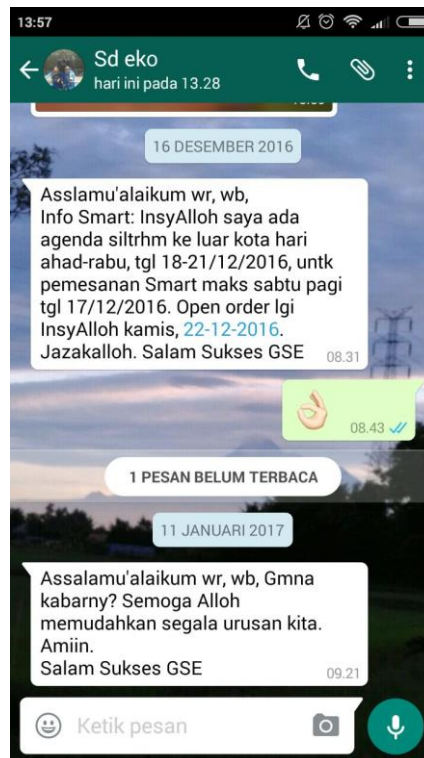 13:57
Sd eko
hari ini pada 13.28
16 DESEMBER 2016
Asslamu'alaikum wr, wb,
Info Smart: InsyAlloh saya ada
agenda siltrhm ke luar kota hari
ahad-rabu, tgl 18-21/12/2016, untk
pemesanan Smart maks sabtu pagi
tgl 17/12/2016. Open order lgi
InsyAlloh kamis, 22-12-2016.
Jazakalloh. Salam Sukses GSE 08.31
08.43
1 PESAN BELUM TERBACA
11 JANUARI 2017
Assalamu'alaikum wr, wb, Gmna
kabarny? Semoga Alloh
memudahkan segala urusan kita.
Amiin.
Salam Sukses GSE 09.21
Ketik pesan